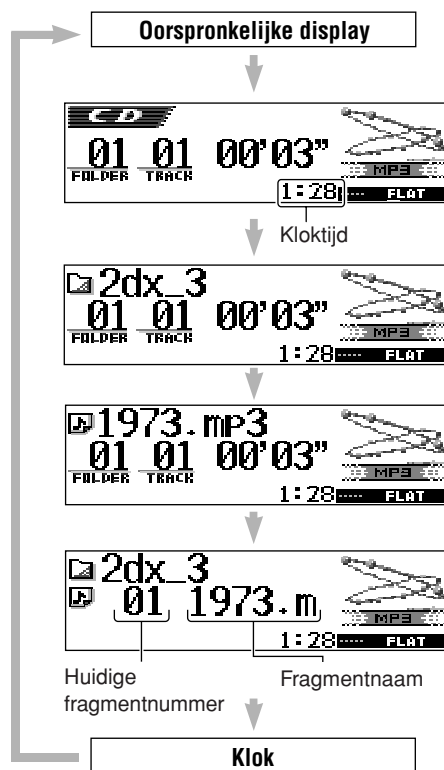 Oorspronkelijke display
CD
01 01 00'03”
FOLDER TRACK
MP3
1:28 FLAT
Kloktijd
2dx_3
01 01 00'03”
FOLDER TRACK
MP3
1:28 FLAT
1973.mp3
01 01 00'03”
FOLDER TRACK
MP3
1:28 FLAT
2dx_3
01 1973.m
MP3
1:28 FLAT
Huidige
fragmentnummer
Fragmentnaam
Klok